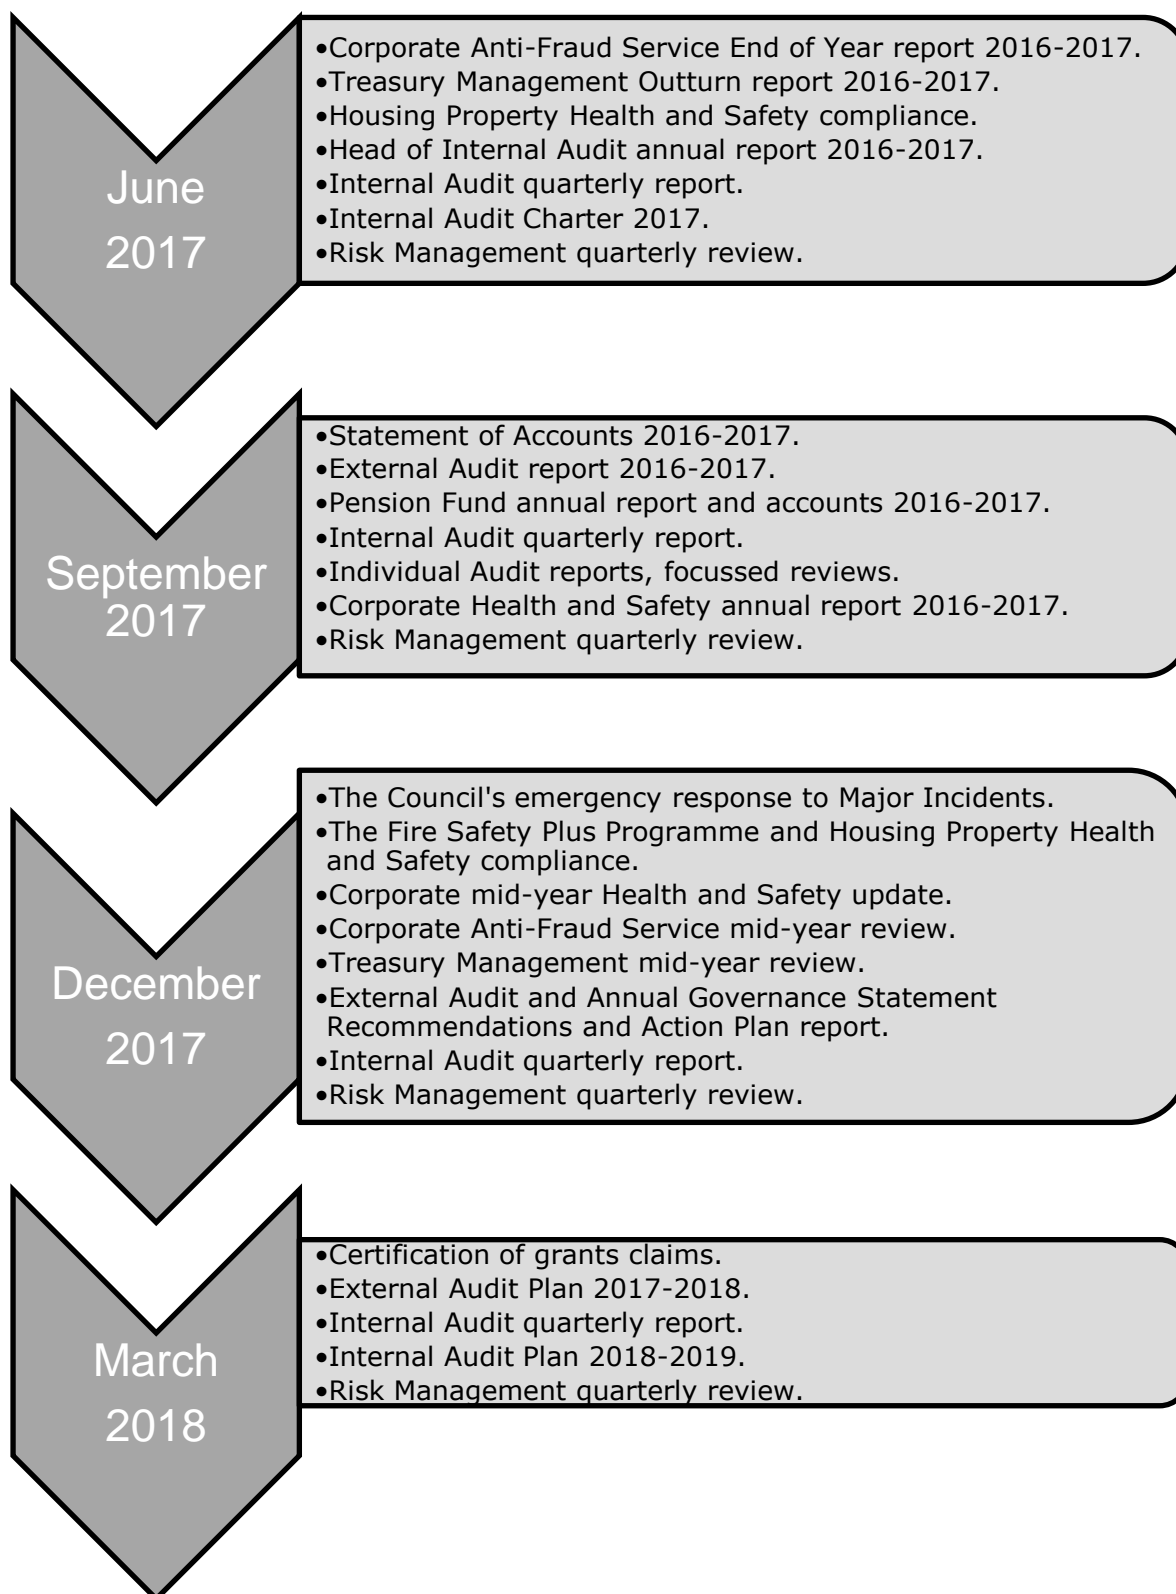 June
2017
•Corporate Anti-Fraud Service End of Year report 2016-2017.
•Treasury Management Outturn report 2016-2017.
•Housing Property Health and Safety compliance.
•Head of Internal Audit annual report 2016-2017.
•Internal Audit quarterly report.
•Internal Audit Charter 2017.
•Risk Management quarterly review.
September
2017
•Statement of Accounts 2016-2017.
•External Audit report 2016-2017.
•Pension Fund annual report and accounts 2016-2017.
•Internal Audit quarterly report.
•Individual Audit reports, focussed reviews.
•Corporate Health and Safety annual report 2016-2017.
•Risk Management quarterly review.
December
2017
•The Council's emergency response to Major Incidents.
•The Fire Safety Plus Programme and Housing Property Health
and Safety compliance.
•Corporate mid-year Health and Safety update.
•Corporate Anti-Fraud Service mid-year review.
•Treasury Management mid-year review.
•External Audit and Annual Governance Statement
Recommendations and Action Plan report.
•Internal Audit quarterly report.
•Risk Management quarterly review.
March
2018
•Certification of grants claims.
•External Audit Plan 2017-2018.
•Internal Audit quarterly report.
•Internal Audit Plan 2018-2019.
•Risk Management quarterly review.